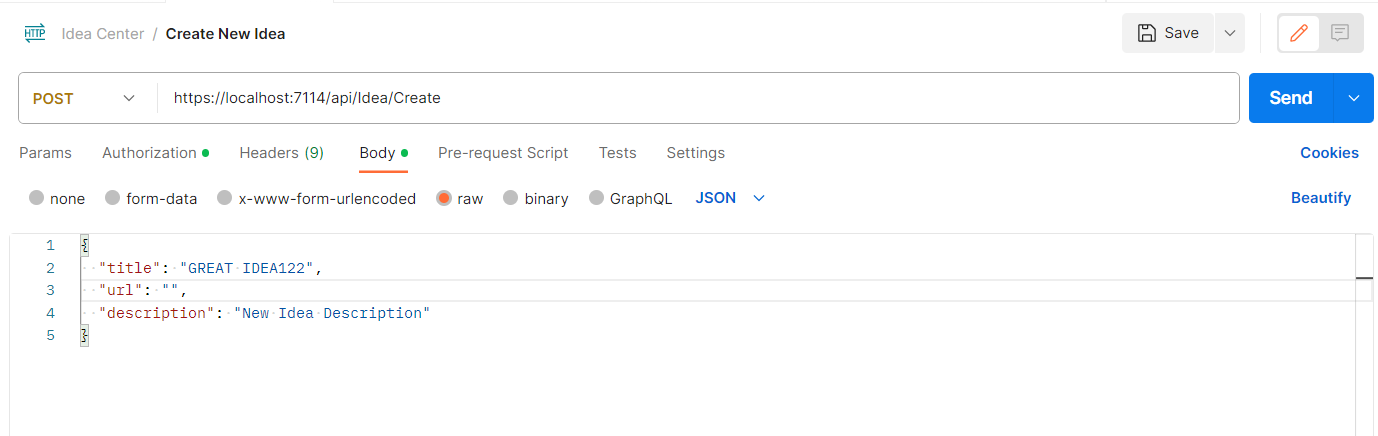 HTTP Idea Center / Create New Idea Save
POST https://localhost:7114/api/Idea/Create Send
Params Authorization Headers (9) Body Pre-request Script Tests Settings Cookies
none form-data x-www-form-urlencoded raw binary GraphQL JSON Beautify
1 {
2 "title": "GREAT IDEA122",
3 "url": "",
4 "description": "New Idea Description"
5 }